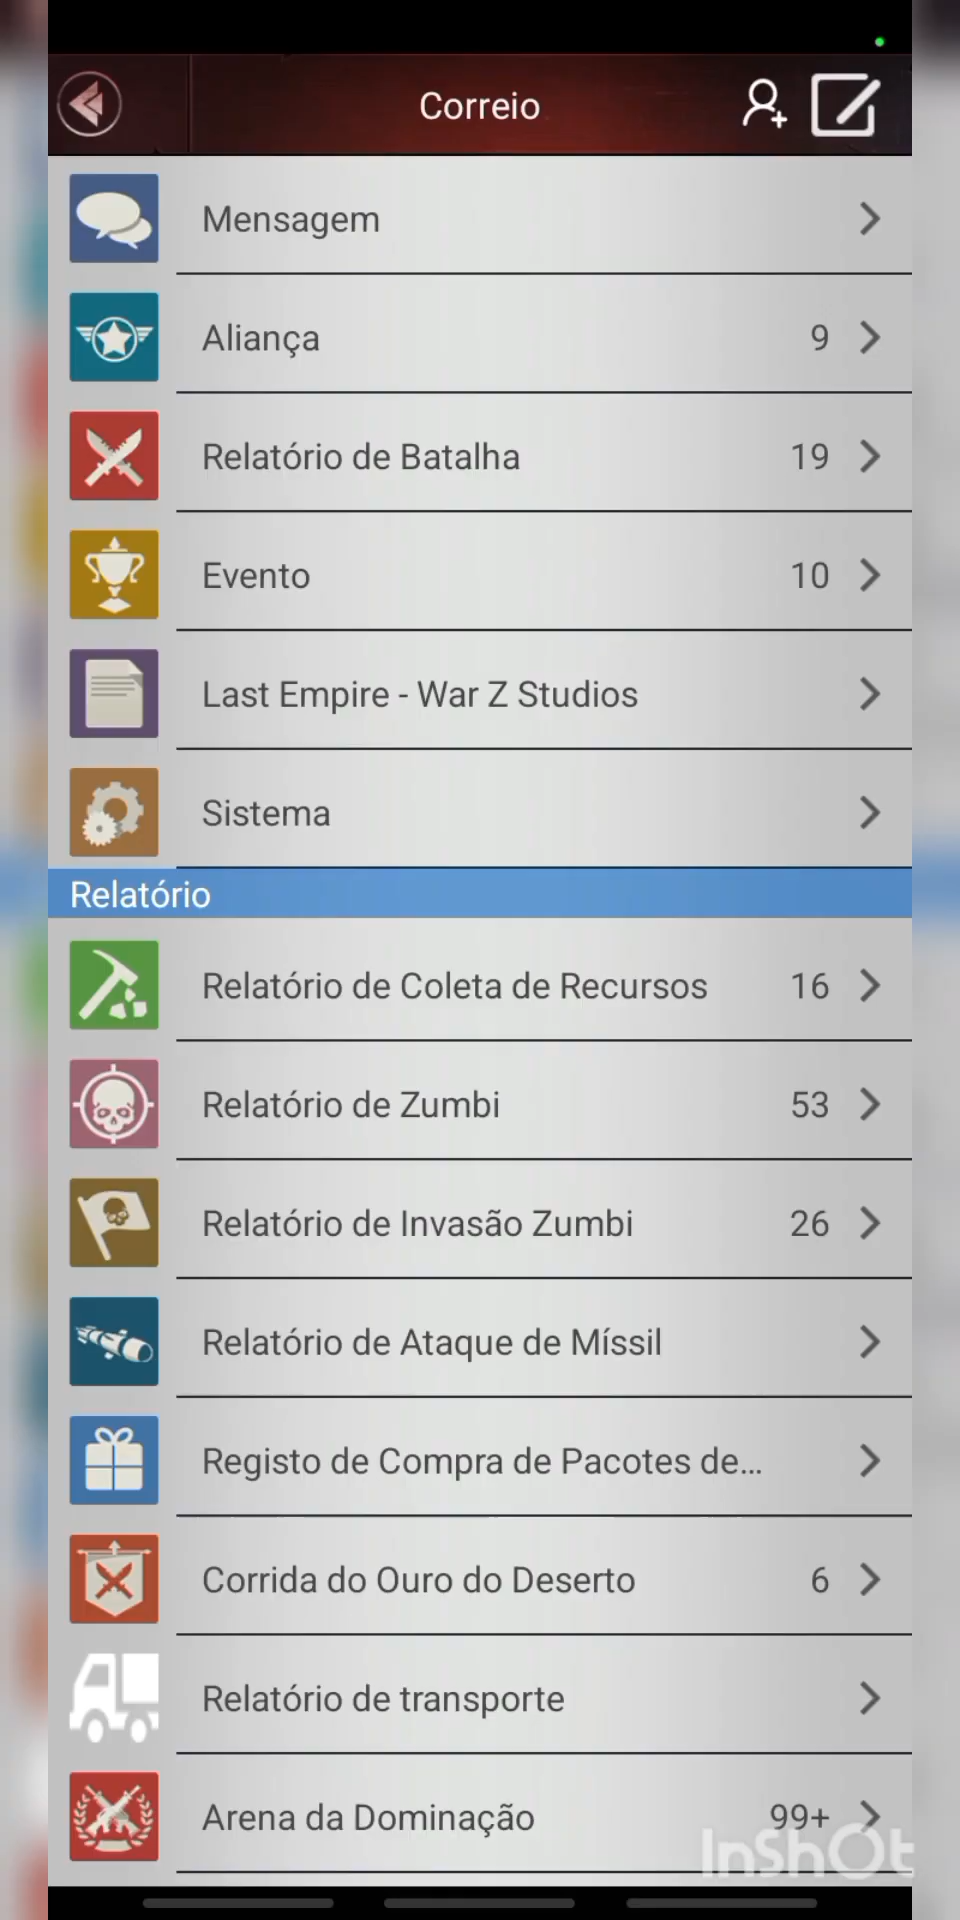 Correio
Mensagem
Aliança 9
Relatório de Batalha 19
Evento 10
Last Empire - War Z Studios
Sistema
Relatório
Relatório de Coleta de Recursos 16
Relatório de Zumbi 53
Relatório de Invasão Zumbi 26
Relatório de Ataque de Míssil
Registo de Compra de Pacotes de...
Corrida do Ouro do Deserto 6
Relatório de transporte
Arena da Dominação 99+
InShOt